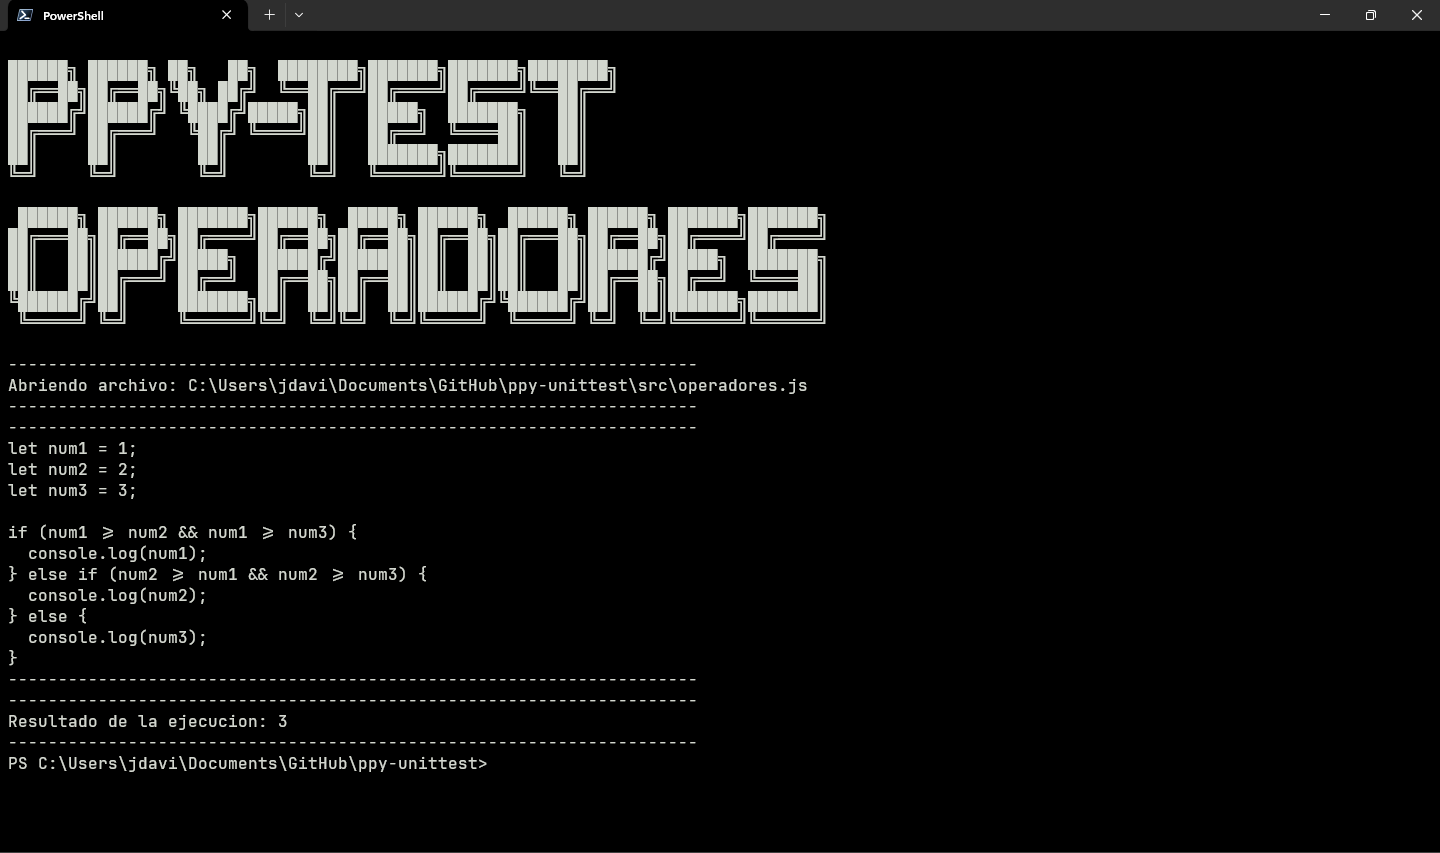 PowerShell
PPY-TEST
OPERADORES
---------------------------------------------------------------------
Abriendo archivo: C:\Users\jdavi\Documents\GitHub\ppy-unittest\src\operadores.js
---------------------------------------------------------------------
---------------------------------------------------------------------
let num1 = 1;
let num2 = 2;
let num3 = 3;
if (num1 >= num2 && num1 >= num3) {
  console.log(num1);
} else if (num2 >= num1 && num2 >= num3) {
  console.log(num2);
} else {
  console.log(num3);
}
---------------------------------------------------------------------
---------------------------------------------------------------------
Resultado de la ejecucion: 3
---------------------------------------------------------------------
PS C:\Users\jdavi\Documents\GitHub\ppy-unittest>